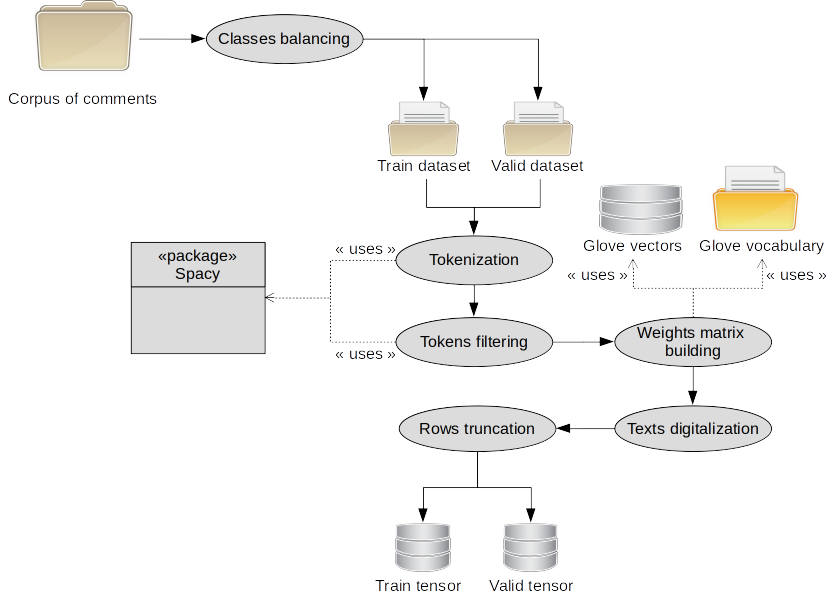 Classes balancing
Corpus of comments
Train dataset
Valid dataset
Glove vectors
Glove vocabulary
« uses »
« uses »
« uses »
«package»
Spacy
Tokenization
Tokens filtering
« uses »
Weights matrix
building
Rows truncation
Texts digitalization
Train tensor
Valid tensor